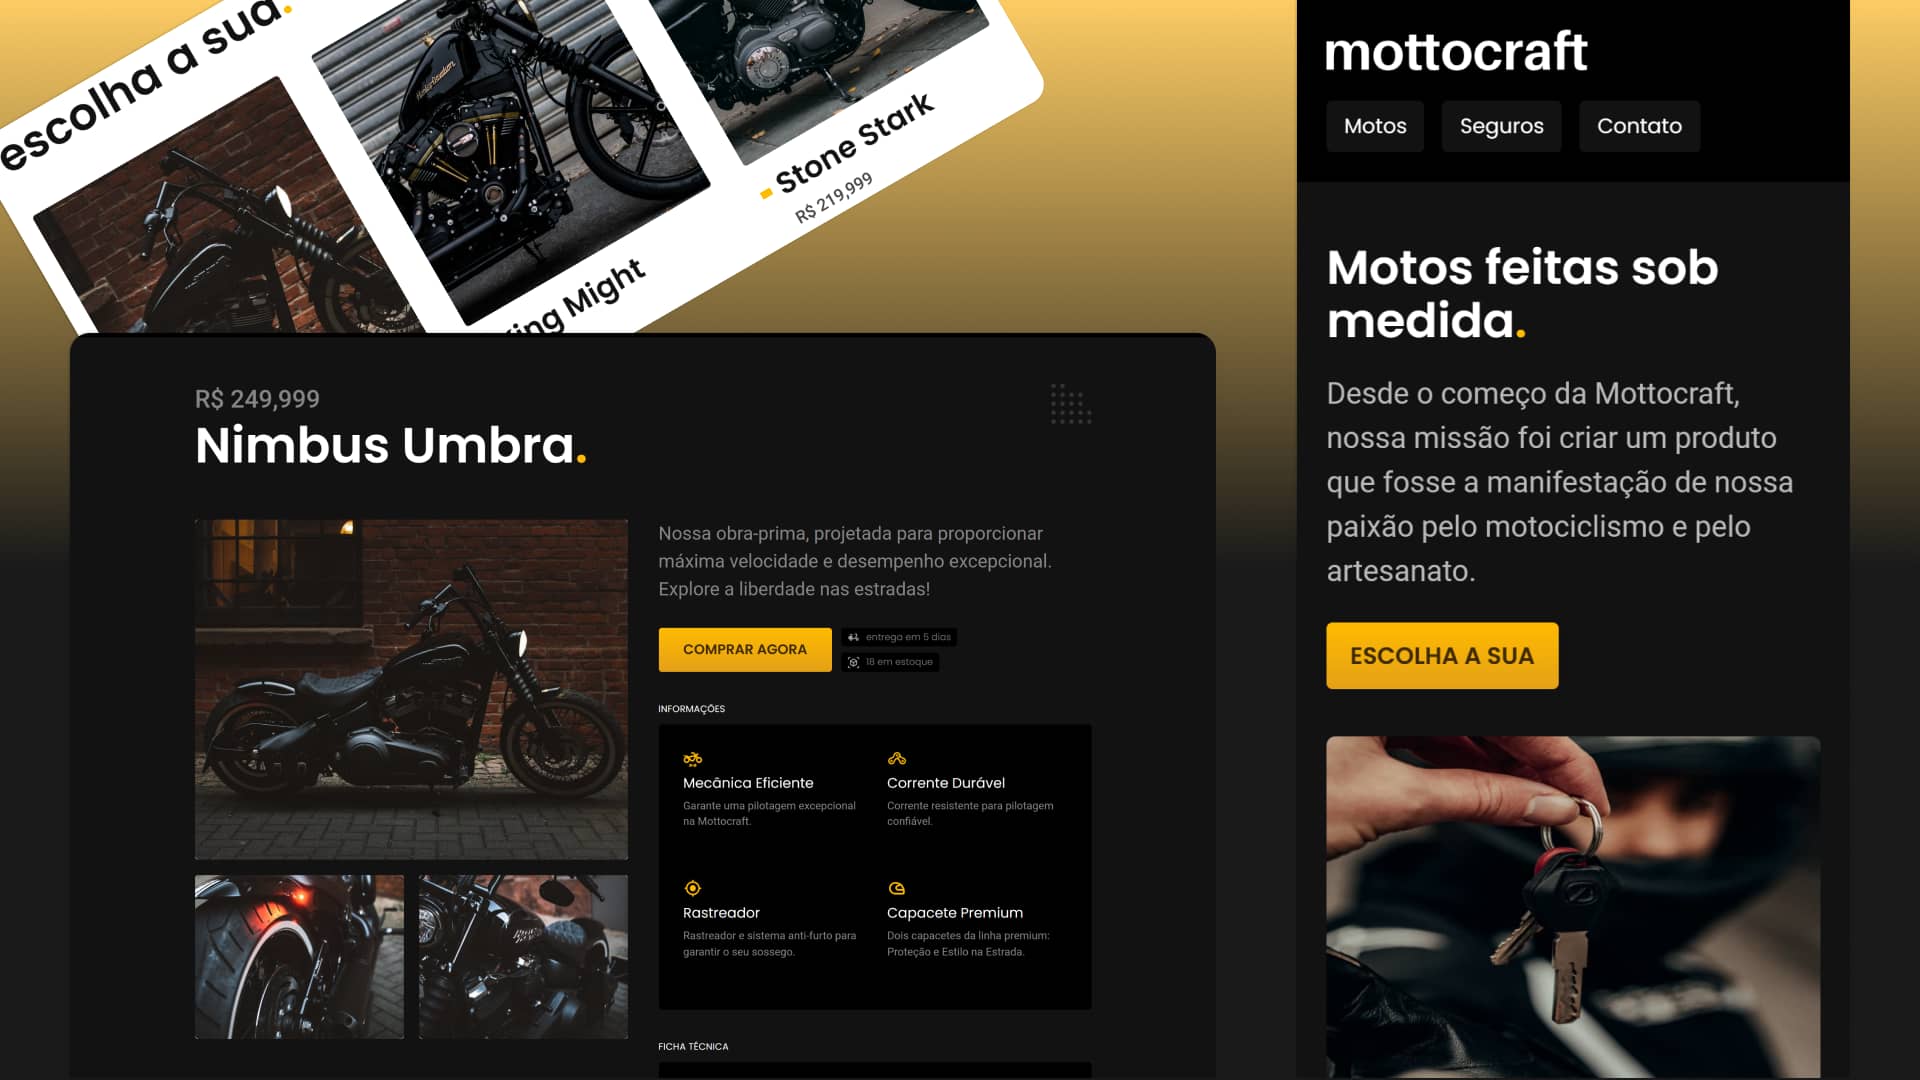 escolha a sua.
Stone Stark
R$ 219,999
ing Might
Harley-Davidson
R$ 249,999
Nimbus Umbra.
Nossa obra-prima, projetada para proporcionar
máxima velocidade e desempenho excepcional.
Explore a liberdade nas estradas!
COMPRAR AGORA
entrega em 5 dias
18 em estoque
INFORMAÇÕES
Mecânica Eficiente
Garante uma pilotagem excepcional
na Mottocraft.
Corrente Durável
Corrente resistente para pilotagem
confiável.
Rastreador
Rastreador e sistema anti-furto para
garantir o seu sossego.
Capacete Premium
Dois capacetes da linha premium:
Proteção e Estilo na Estrada.
FICHA TÉCNICA
mottocraft
Motos
Seguros
Contato
Motos feitas sob
medida.
Desde o começo da Mottocraft,
nossa missão foi criar um produto
que fosse a manifestação de nossa
paixão pelo motociclismo e pelo
artesanato.
ESCOLHA A SUA